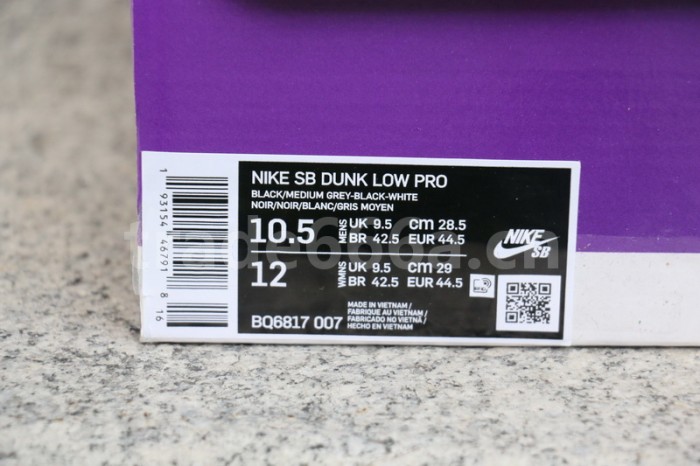 NIKE SB DUNK LOW PRO
BLACK/MEDIUM GREY-BLACK-WHITE
NOIR/NOIR/BLANC/GRIS MOYEN
10.5 MENS UK 9.5 cm 28.5
BR 42.5 EUR 44.5
12 WMNS UK 9.5 cm 29
BR 42.5 EUR 44.5
BQ6817 007
MADE IN VIETNAM /
FABRIQUE AU VIETNAM /
FABRICADO NO VIETNÃ /
HECHO EN VIETNAM
NIKE
SB
1 93154 46791 8 16